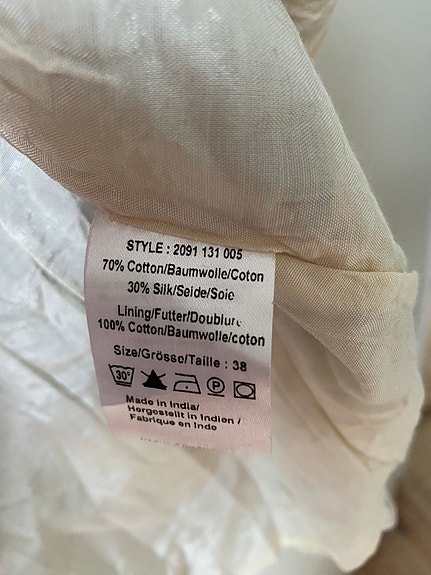 STYLE : 2091 131 005
70% Cotton/Baumwolle/Coton
30% Silk/Seide/Soie
Lining/Futter/Doublure
100% Cotton/Baumwolle/coton
Size/Grösse/Taille : 38
30° P
Made in India/
Hergestellt in Indien /
Fabrique en Inde